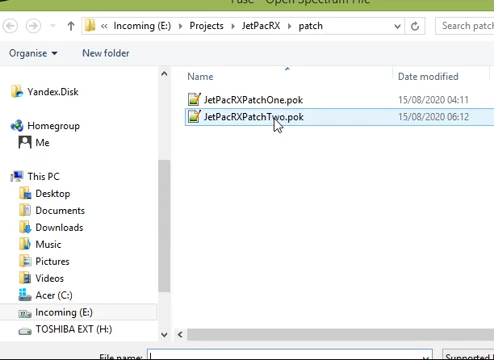 Fuse - Open Spectrum File
« Incoming (E:) › Projects › JetPacRX › patch
Search patch
Organise New folder
Name Date modified
JetPacRXPatchOne.pok 15/08/2020 04:11
JetPacRXPatchTwo.pok 15/08/2020 06:12
Yandex.Disk
Homegroup
Me
This PC
Desktop
Documents
Downloads
Music
Pictures
Videos
Acer (C:)
Incoming (E:)
TOSHIBA EXT (H:)
File name: Supported